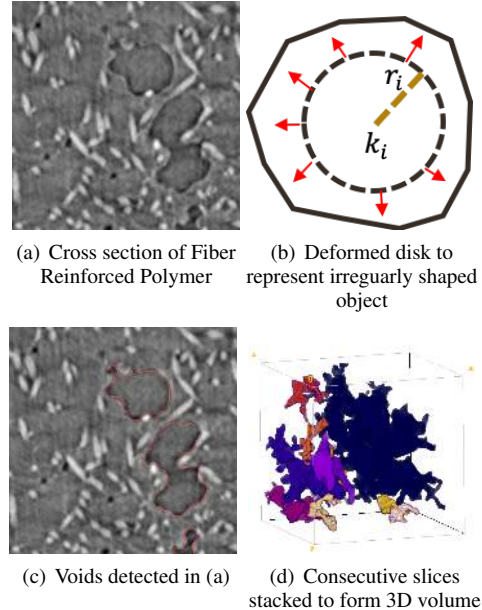 r_i
k_i
(a) Cross section of Fiber
Reinforced Polymer
(b) Deformed disk to
represent irreguarly shaped
object
(c) Voids detected in (a)
(d) Consecutive slices
stacked to form 3D volume